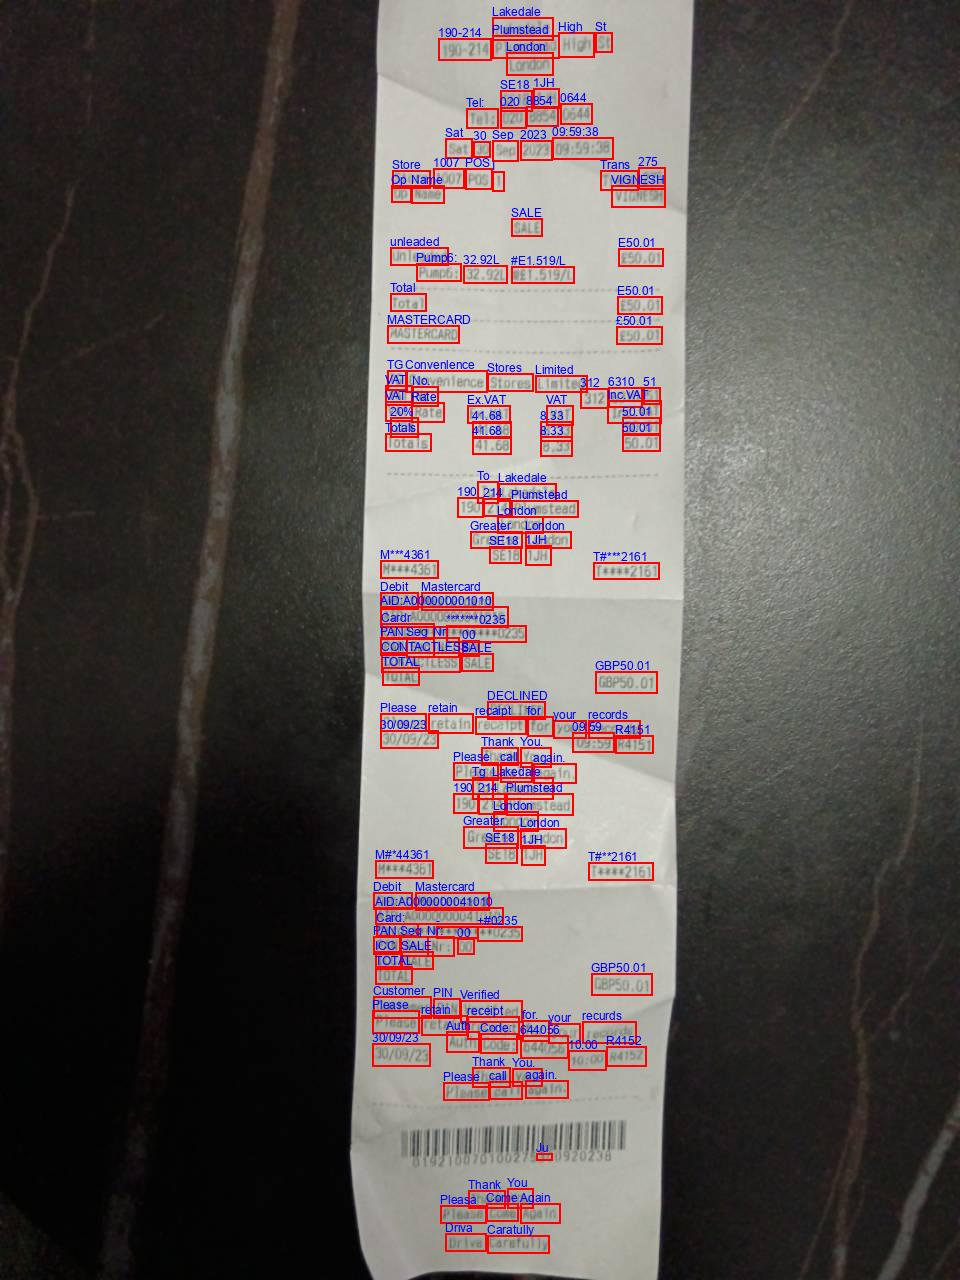 Lakedale
190-214 Plumstead High St
London
SE18 1JH
Tel: 020 8854 0644
Sat 30 Sep 2023 09:59:38
Store 1007 POS 1 Trans 275
Op Name VIGNESH
SALE
Unleaded £50.01
Pump6: 32.92L @£1.519/L
Total £50.01
MASTERCARD £50.01
TG Convenience Stores Limited
VAT No. 312 6310 51
VAT Rate Ex.VAT VAT Inc.VAT
20% 41.68 8.33 50.01
Totals 41.68 8.33 50.01
Tg Lakedale
190 214 Plumstead
London
Greater London
SE18 1JH
M***4361 T****2161
Debit Mastercard
AID:A0000000041010
Card: 0235
PAN Seq Nr: 00
CONTACTLESS SALE
TOTAL GBP50.01
DECLINED
Please retain receipt for your records
30/09/23 09:59 R4151
Thank You.
Please call again.
Tg Lakedale
190 214 Plumstead
London
Greater London
SE18 1JH
M***4361 T****2161
Debit Mastercard
AID:A0000000041010
Card: 0235
PAN Seq Nr: 00
ICC SALE
TOTAL GBP50.01
Customer PIN Verified
Please retain receipt for your records
Auth Code: 644056
30/09/23 10:00 R4152
Thank You.
Please call again.
Thank You
Please Come Again
Drive Carefully